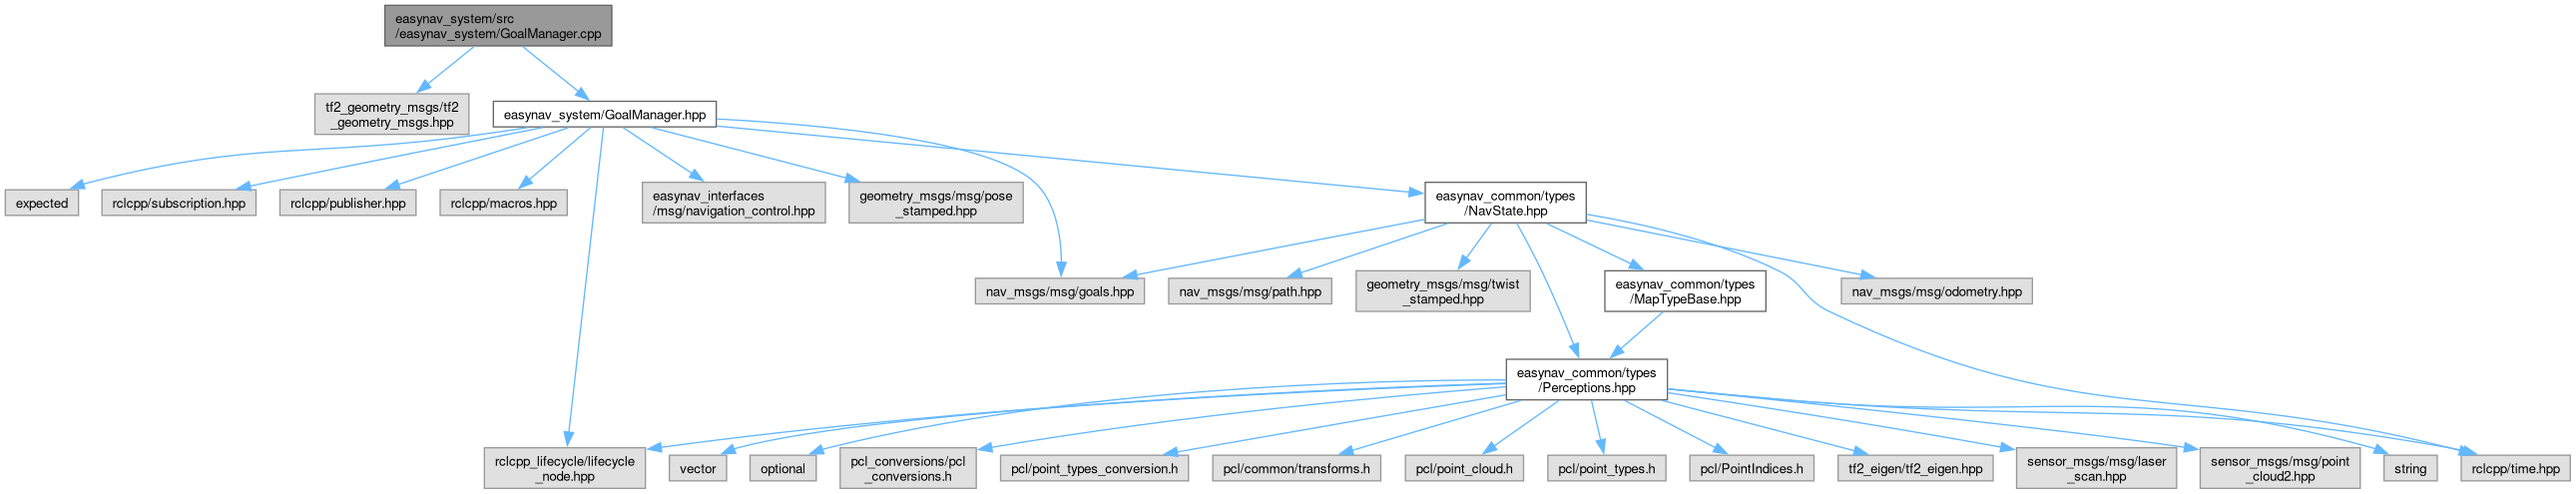 easynav_system/src
/easynav_system/GoalManager.cpp
tf2_geometry_msgs/tf2
_geometry_msgs.hpp
easynav_system/GoalManager.hpp
expected
rclcpp/subscription.hpp
rclcpp/publisher.hpp
rclcpp/macros.hpp
easynav_interfaces
/msg/navigation_control.hpp
geometry_msgs/msg/pose
_stamped.hpp
easynav_common/types
/NavState.hpp
nav_msgs/msg/goals.hpp
nav_msgs/msg/path.hpp
geometry_msgs/msg/twist
_stamped.hpp
easynav_common/types
/MapTypeBase.hpp
nav_msgs/msg/odometry.hpp
easynav_common/types
/Perceptions.hpp
rclcpp_lifecycle/lifecycle
_node.hpp
vector
optional
pcl_conversions/pcl
_conversions.h
pcl/point_types_conversion.h
pcl/common/transforms.h
pcl/point_cloud.h
pcl/point_types.h
pcl/PointIndices.h
tf2_eigen/tf2_eigen.hpp
sensor_msgs/msg/laser
_scan.hpp
sensor_msgs/msg/point
_cloud2.hpp
string
rclcpp/time.hpp